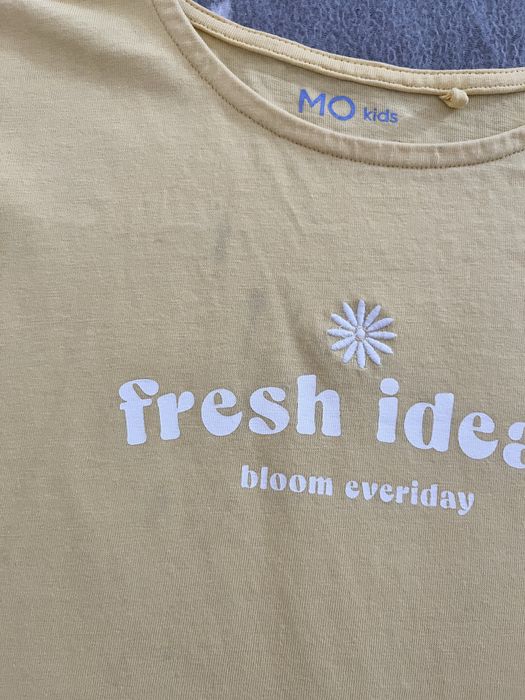 MO kids
fresh idea
bloom everiday